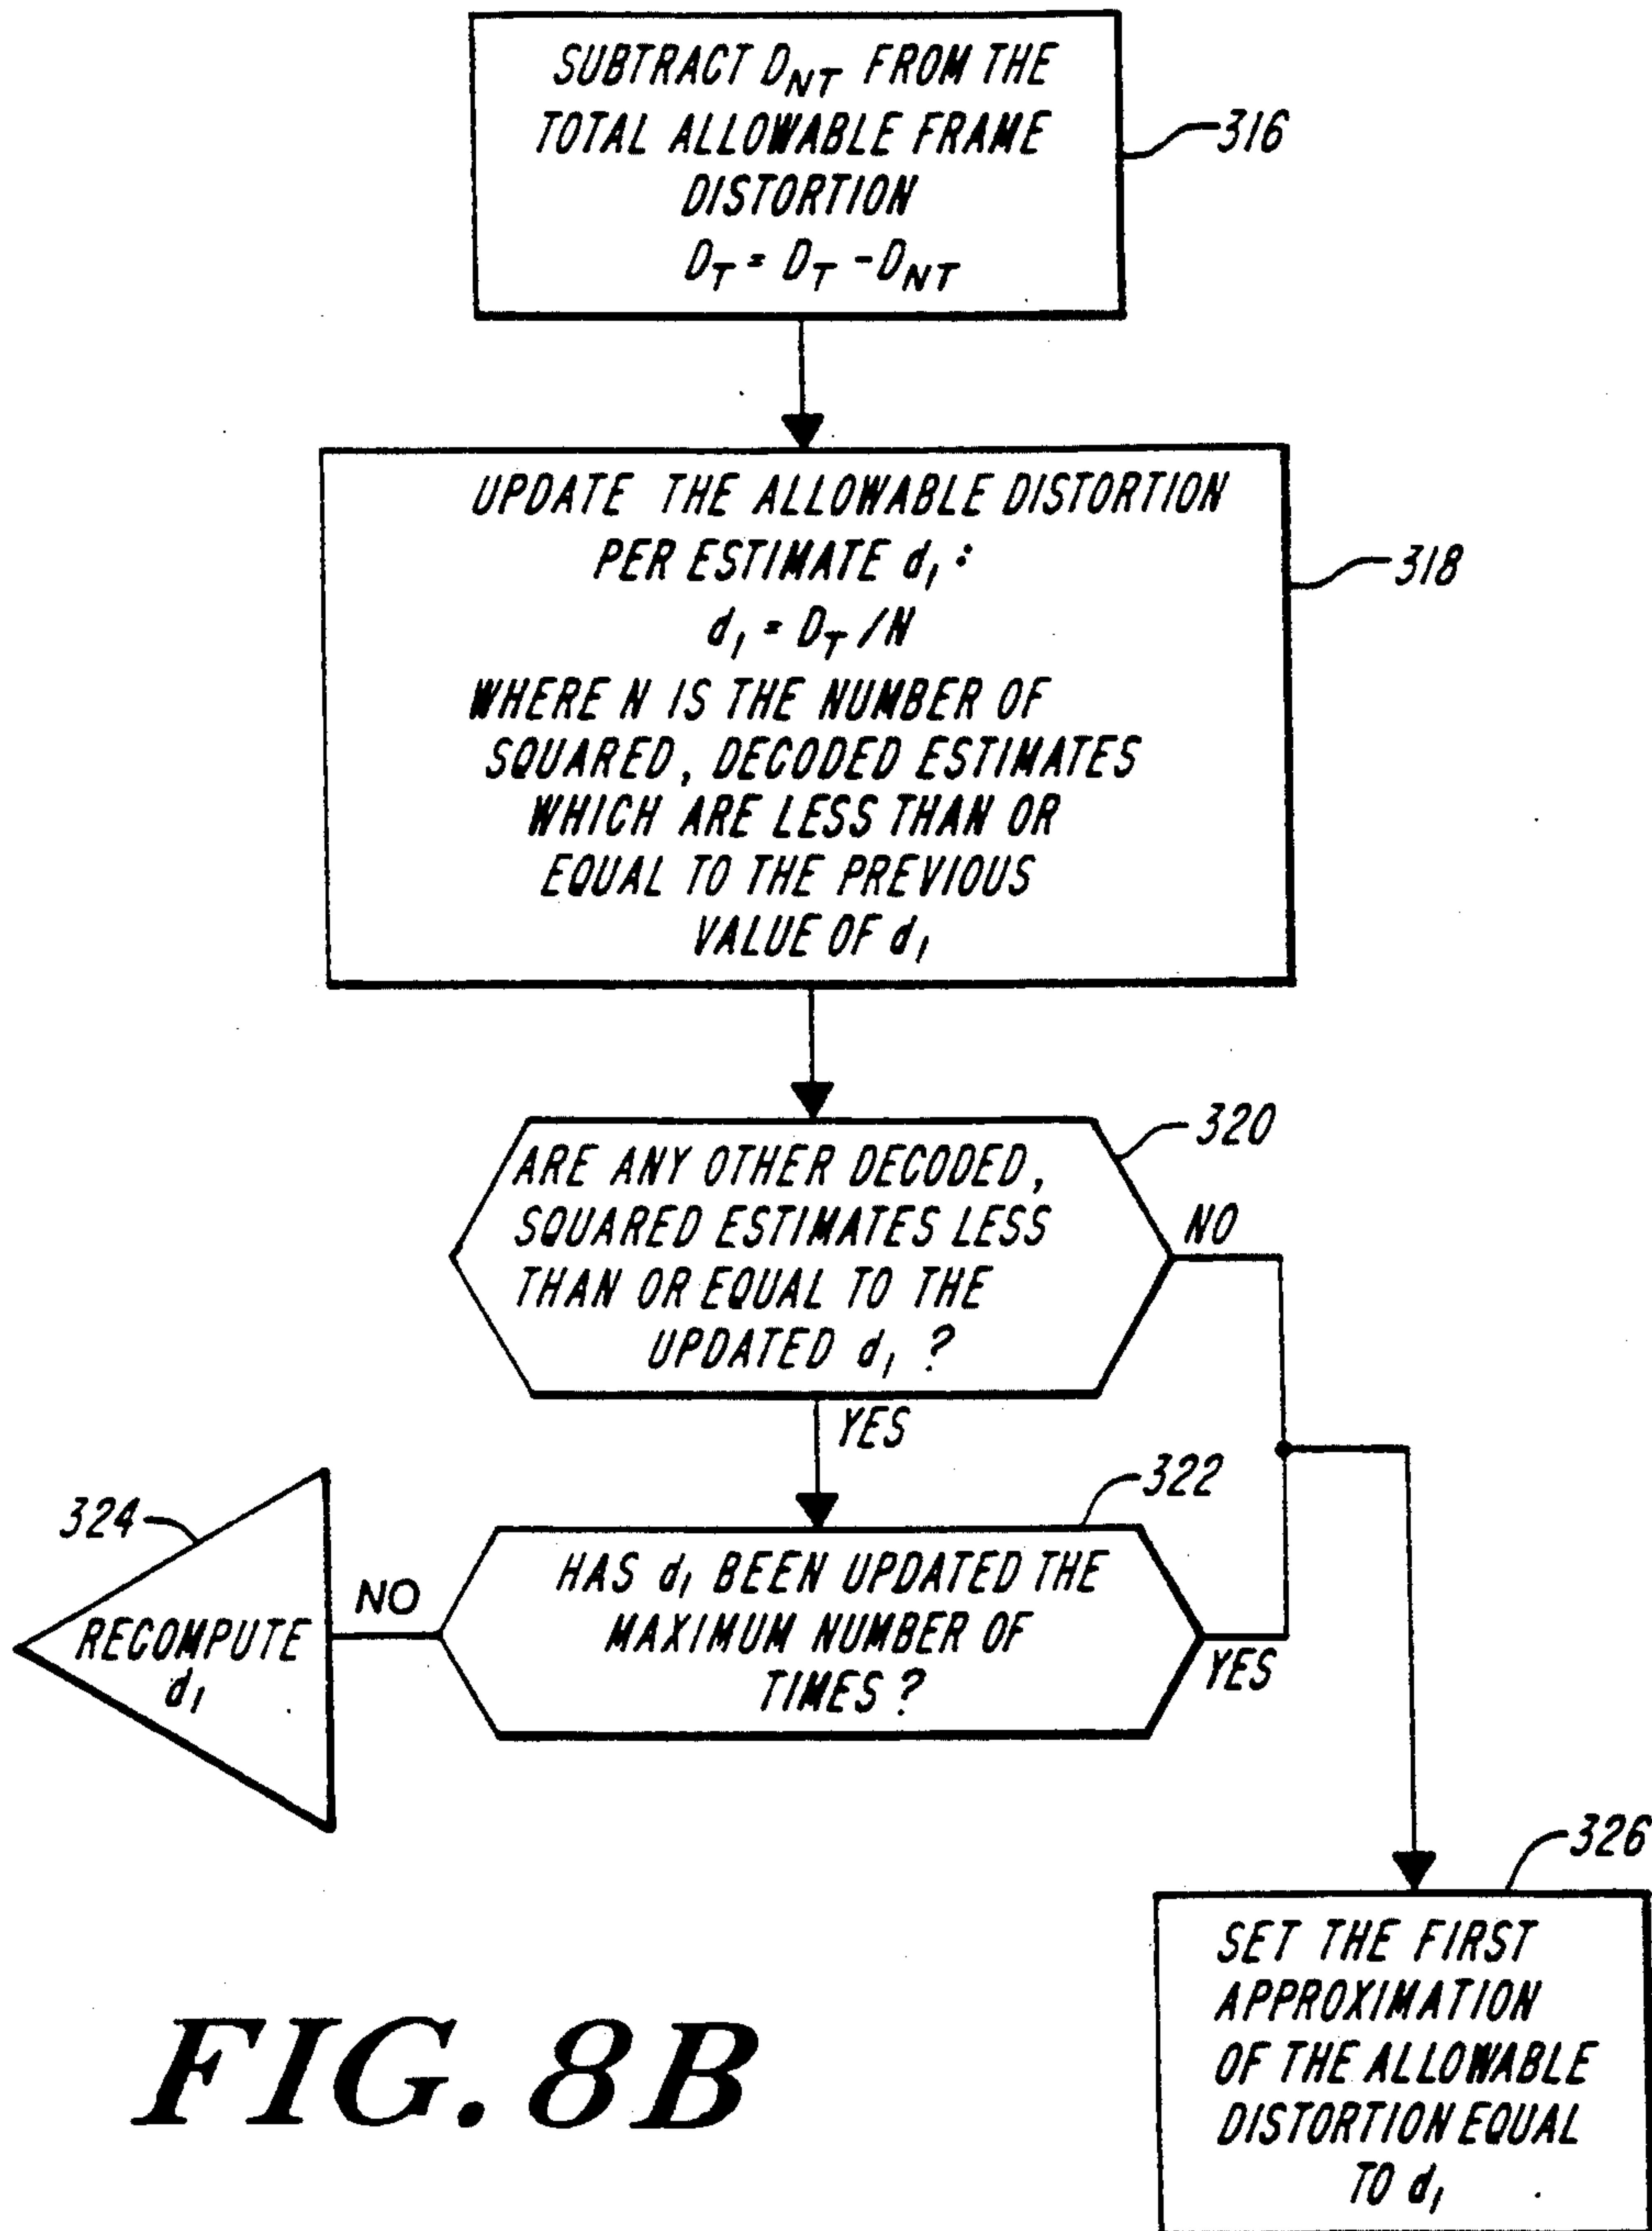 SUBTRACT D_NT FROM THE
TOTAL ALLOWABLE FRAME
DISTORTION
D_T = D_T - D_NT
316
UPDATE THE ALLOWABLE DISTORTION
PER ESTIMATE d_1:
d_1 = D_T /N
WHERE N IS THE NUMBER OF
SQUARED, DECODED ESTIMATES
WHICH ARE LESS THAN OR
EQUAL TO THE PREVIOUS
VALUE OF d_1
318
ARE ANY OTHER DECODED,
SQUARED ESTIMATES LESS
THAN OR EQUAL TO THE
UPDATED d_1 ?
320
NO
YES
322
HAS d_1 BEEN UPDATED THE
MAXIMUM NUMBER OF
TIMES ?
YES
NO
324
RECOMPUTE
d_1
326
SET THE FIRST
APPROXIMATION
OF THE ALLOWABLE
DISTORTION EQUAL
TO d_1
FIG. 8B